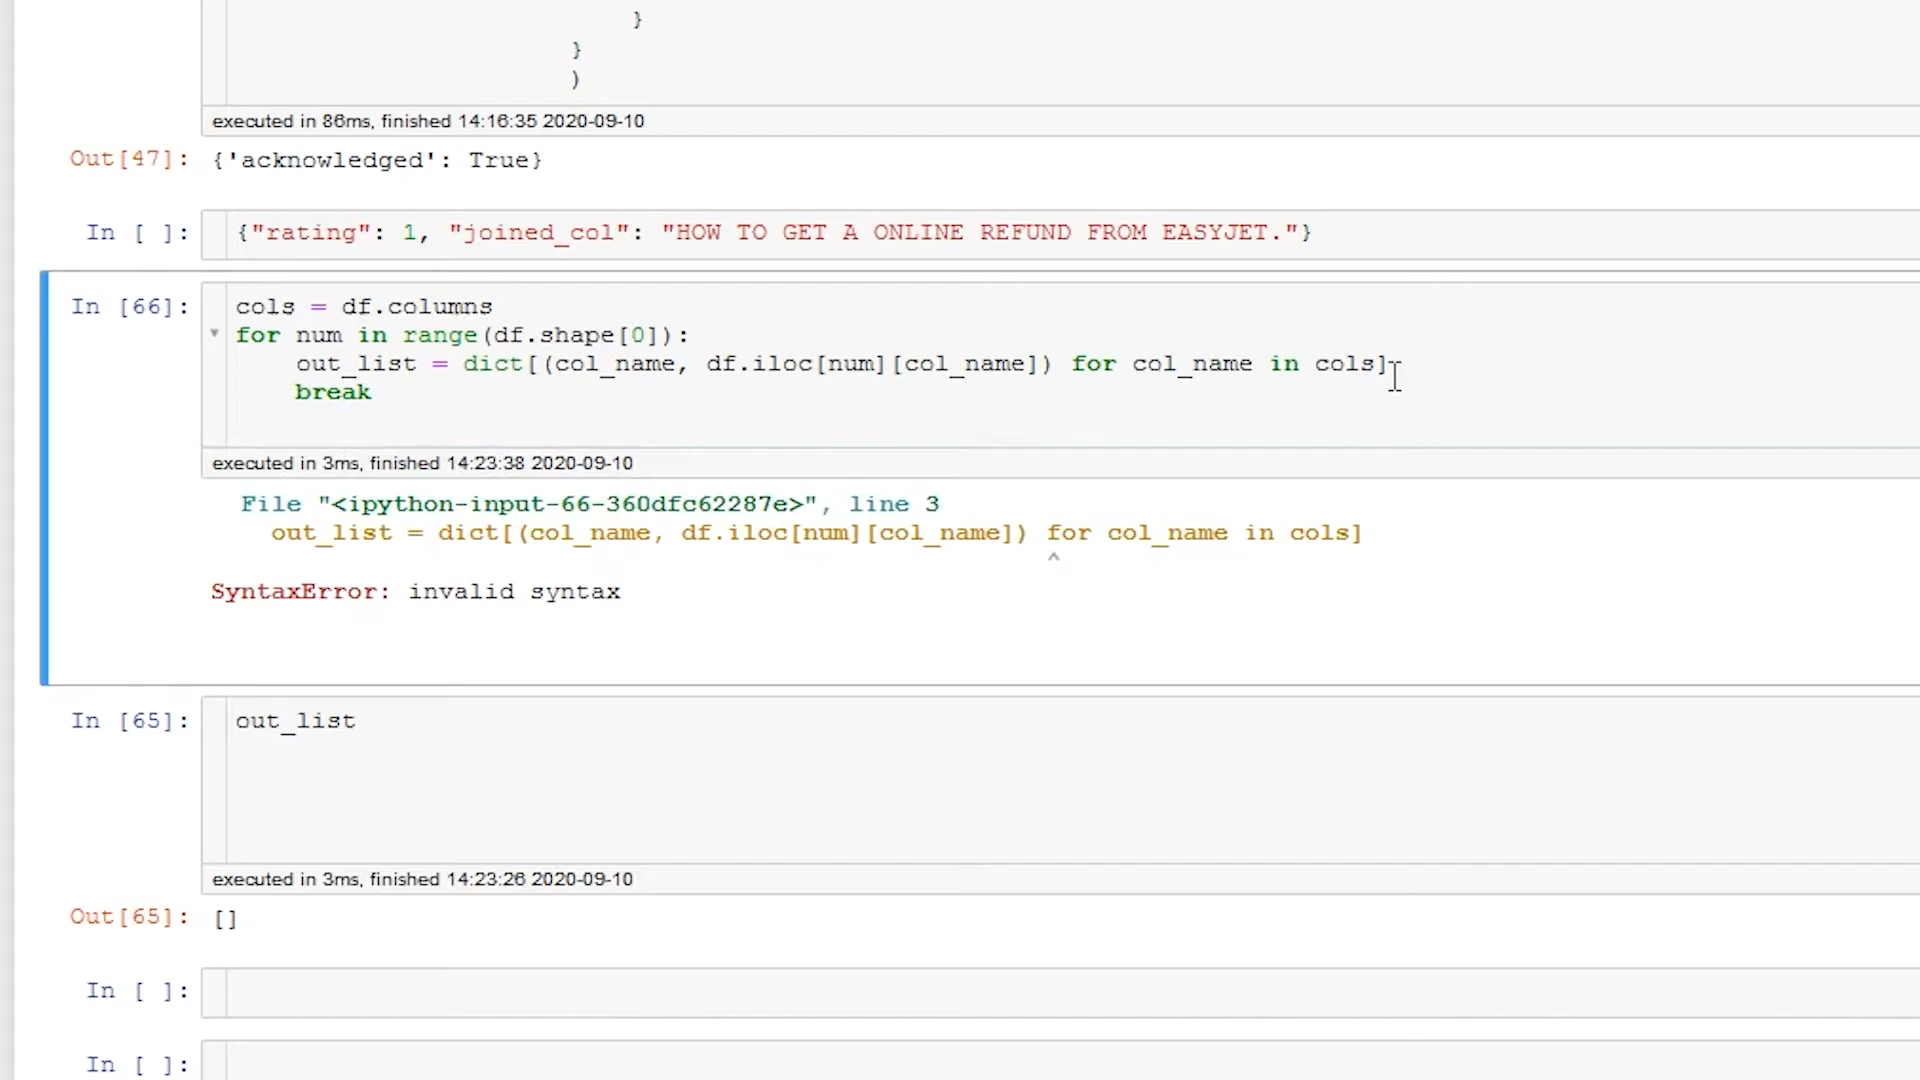 }
}
)
executed in 86ms, finished 14:16:35 2020-09-10
Out[47]: {'acknowledged': True}
In [ ]: {"rating": 1, "joined_col": "HOW TO GET A ONLINE REFUND FROM EASYJET."}
In [66]: cols = df.columns
for num in range(df.shape[0]):
out_list = dict[(col_name, df.iloc[num][col_name]) for col_name in cols]
break
executed in 3ms, finished 14:23:38 2020-09-10
File "<ipython-input-66-360dfc62287e>", line 3
out_list = dict[(col_name, df.iloc[num][col_name]) for col_name in cols]
^
SyntaxError: invalid syntax
In [65]: out_list
executed in 3ms, finished 14:23:26 2020-09-10
Out[65]: []
In [ ]:
In [ ]: